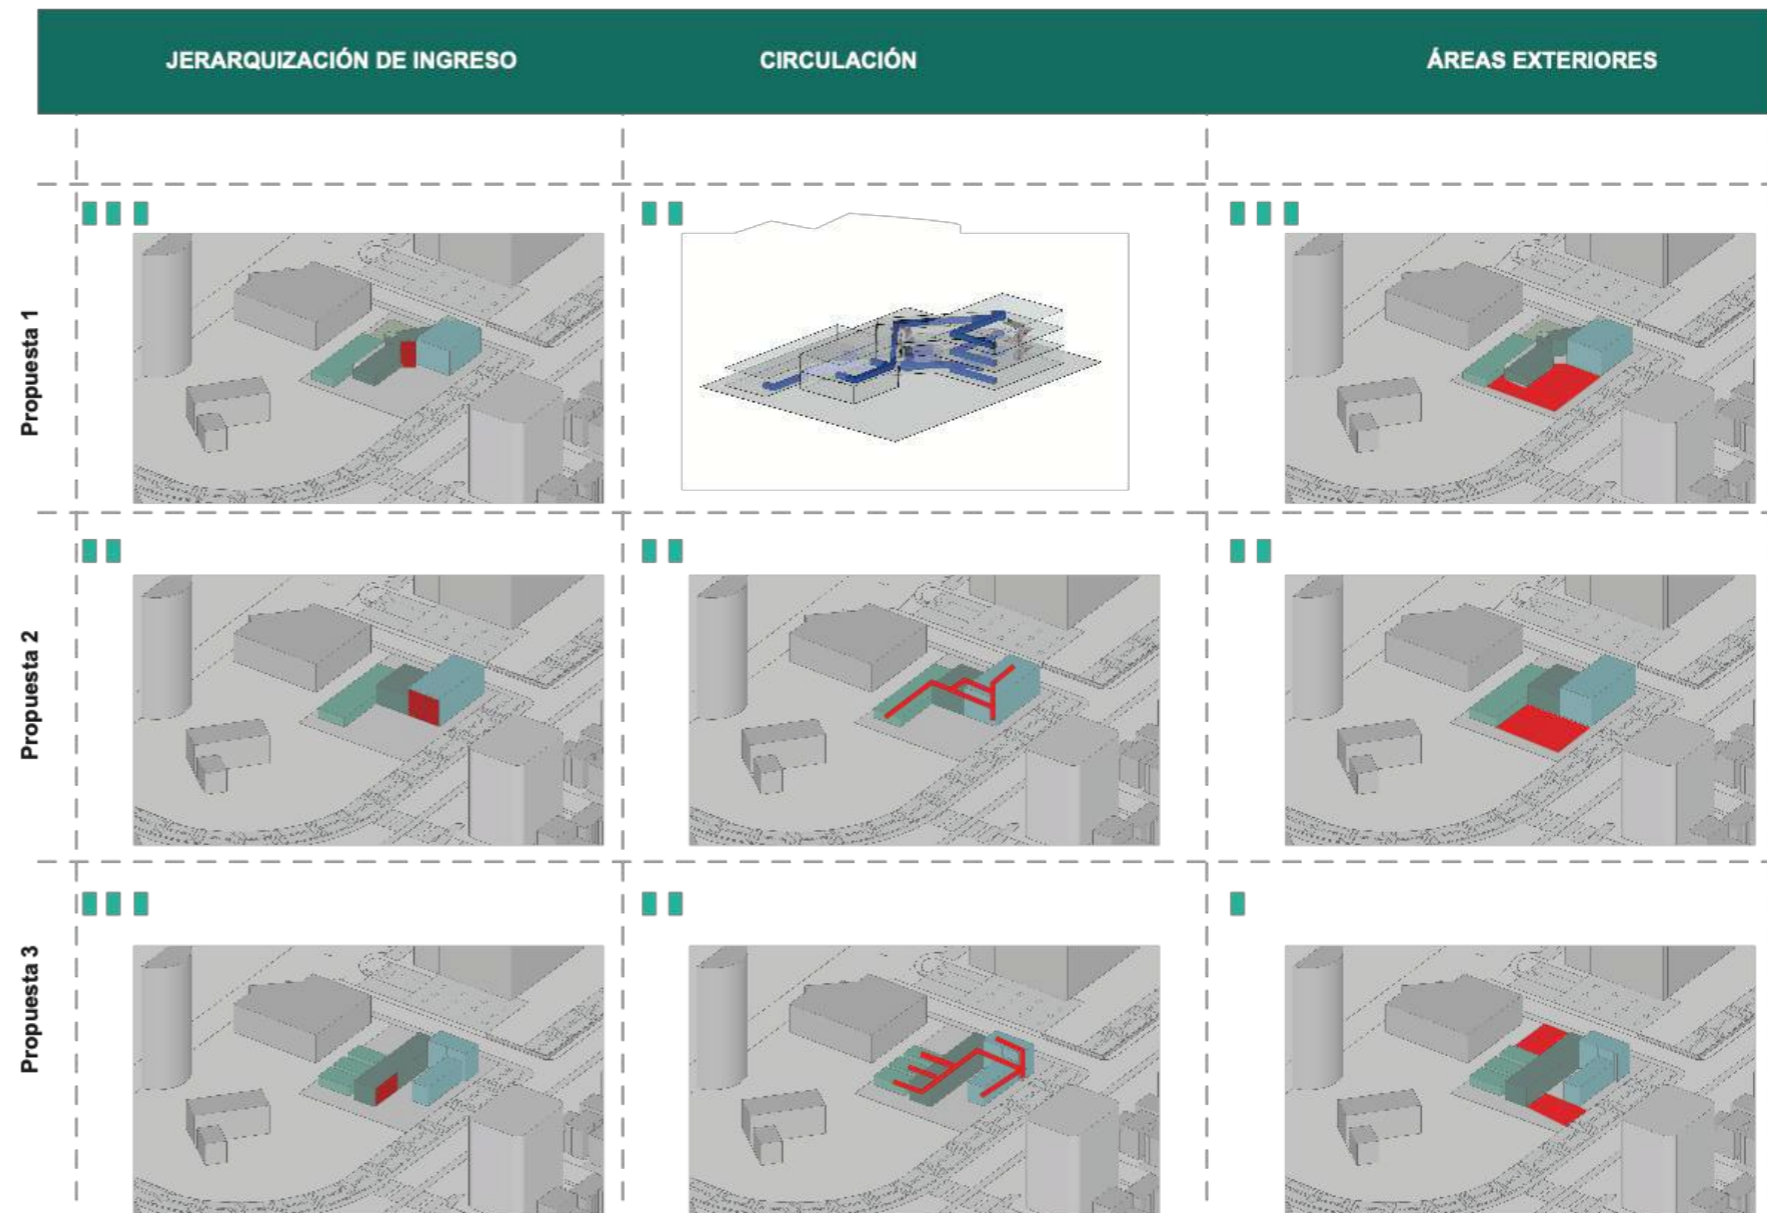 JERARQUIZACIÓN DE INGRESO
CIRCULACIÓN
ÁREAS EXTERIORES
Propuesta 1
Propuesta 2
Propuesta 3